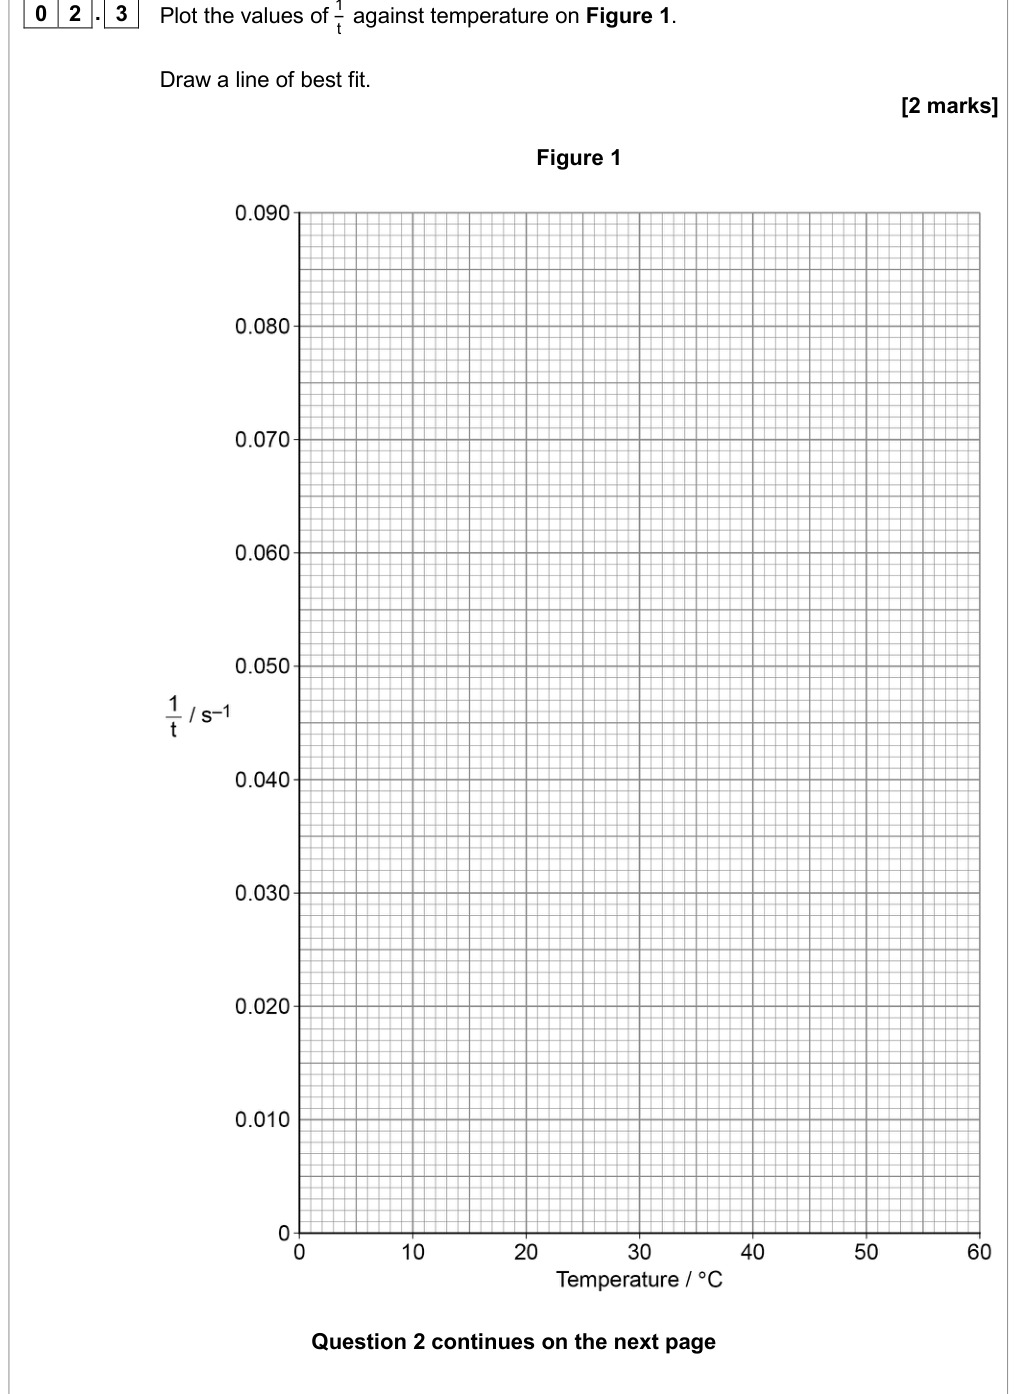 0 2 . 3 Plot the values of 1/t against temperature on Figure 1.
Draw a line of best fit.
[2 marks]
Figure 1
0.090
0.080
0.070
0.060
0.050
1/t / s⁻¹
0.040
0.030
0.020
0.010
0
0 10 20 30 40 50 60
Temperature / °C
Question 2 continues on the next page